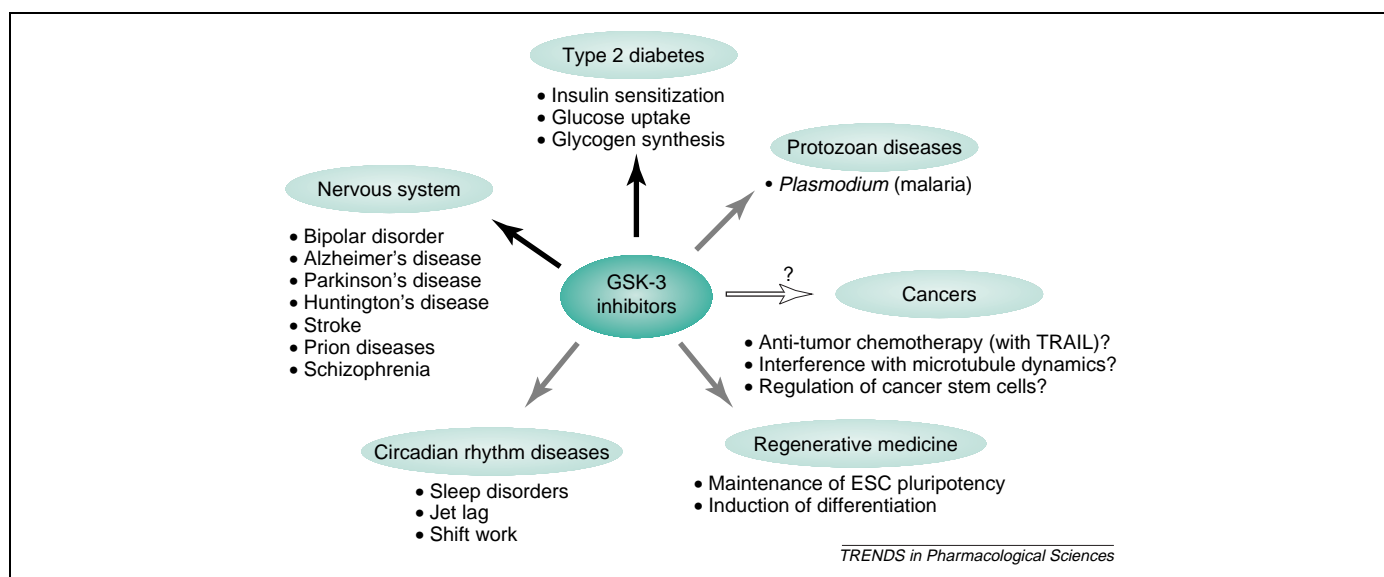 Type 2 diabetes
• Insulin sensitization
• Glucose uptake
• Glycogen synthesis
Protozoan diseases
• Plasmodium (malaria)
Nervous system
• Bipolar disorder
• Alzheimer’s disease
• Parkinson’s disease
• Huntington’s disease
• Stroke
• Prion diseases
• Schizophrenia
GSK-3
inhibitors
?
Cancers
• Anti-tumor chemotherapy (with TRAIL)?
• Interference with microtubule dynamics?
• Regulation of cancer stem cells?
Circadian rhythm diseases
• Sleep disorders
• Jet lag
• Shift work
Regenerative medicine
• Maintenance of ESC pluripotency
• Induction of differentiation
TRENDS in Pharmacological Sciences